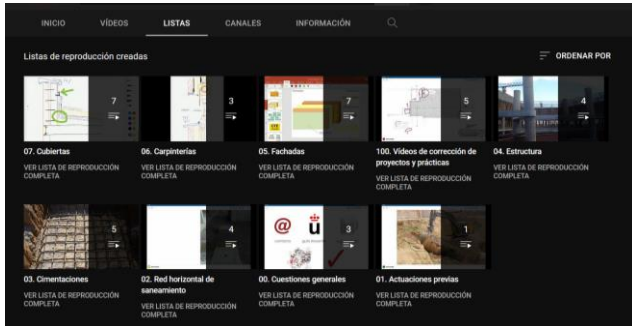 INICIO VÍDEOS LISTAS CANALES INFORMACIÓN
Listas de reproducción creadas ORDENAR POR
7 3 7 5 4
07. Cubiertas 06. Carpinterías 05. Fachadas 100. Vídeos de corrección de proyectos y prácticas 04. Estructura
VER LISTA DE REPRODUCCIÓN COMPLETA VER LISTA DE REPRODUCCIÓN COMPLETA VER LISTA DE REPRODUCCIÓN COMPLETA VER LISTA DE REPRODUCCIÓN COMPLETA VER LISTA DE REPRODUCCIÓN COMPLETA
5 4 @ ü 3 1
03. Cimentaciones 02. Red horizontal de saneamiento 00. Cuestiones generales 01. Actuaciones previas
VER LISTA DE REPRODUCCIÓN COMPLETA VER LISTA DE REPRODUCCIÓN COMPLETA VER LISTA DE REPRODUCCIÓN COMPLETA VER LISTA DE REPRODUCCIÓN COMPLETA